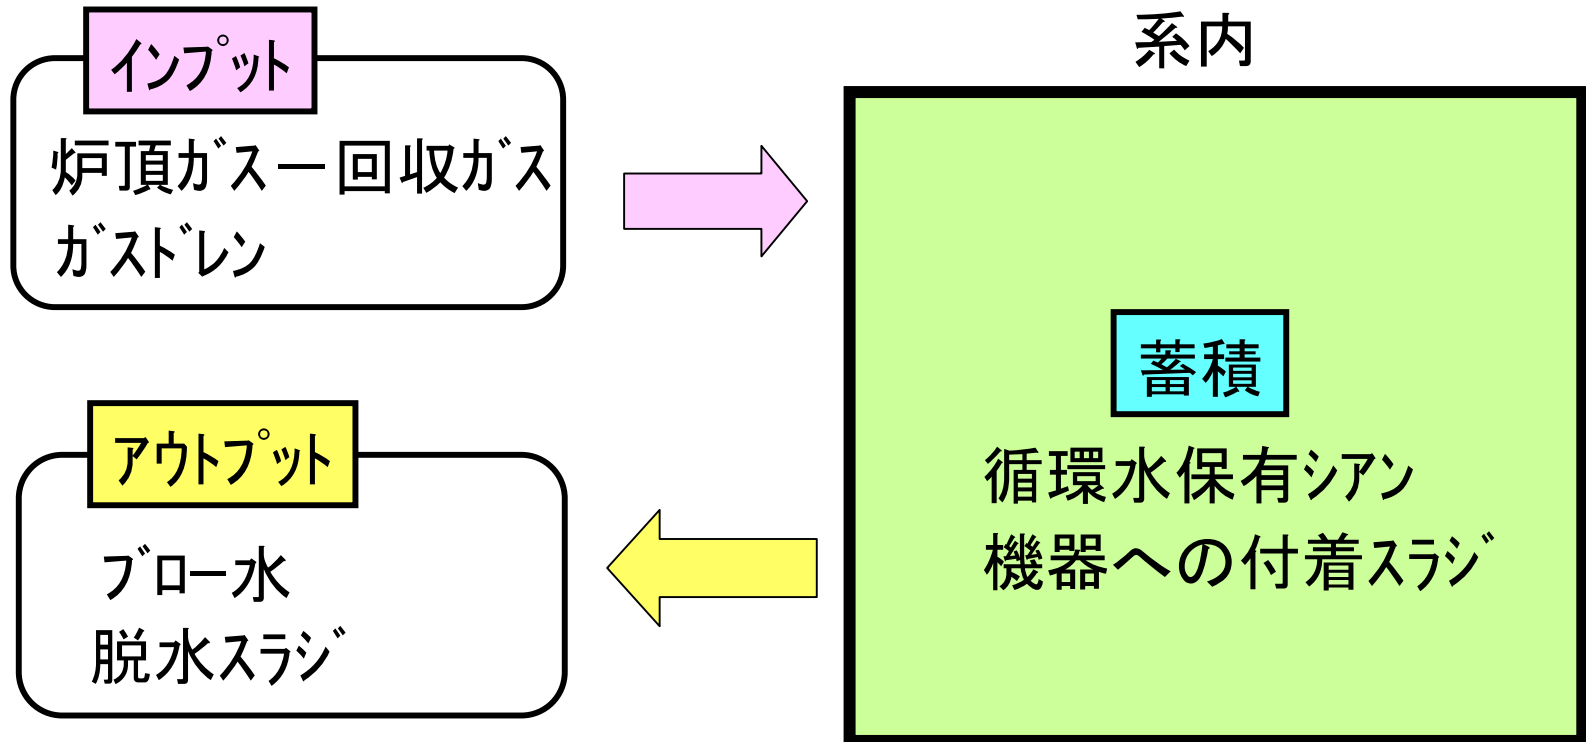 ｲﾝﾌﾟｯﾄ
炉頂ｶﾞｽー回収ｶﾞｽ
ｶﾞｽﾄﾞﾚﾝ
系内
蓄積
循環水保有ｼｱﾝ
機器への付着ｽﾗｼﾞ
ｱｳﾄﾌﾟｯﾄ
ﾌﾞﾛｰ水
脱水ｽﾗｼﾞ